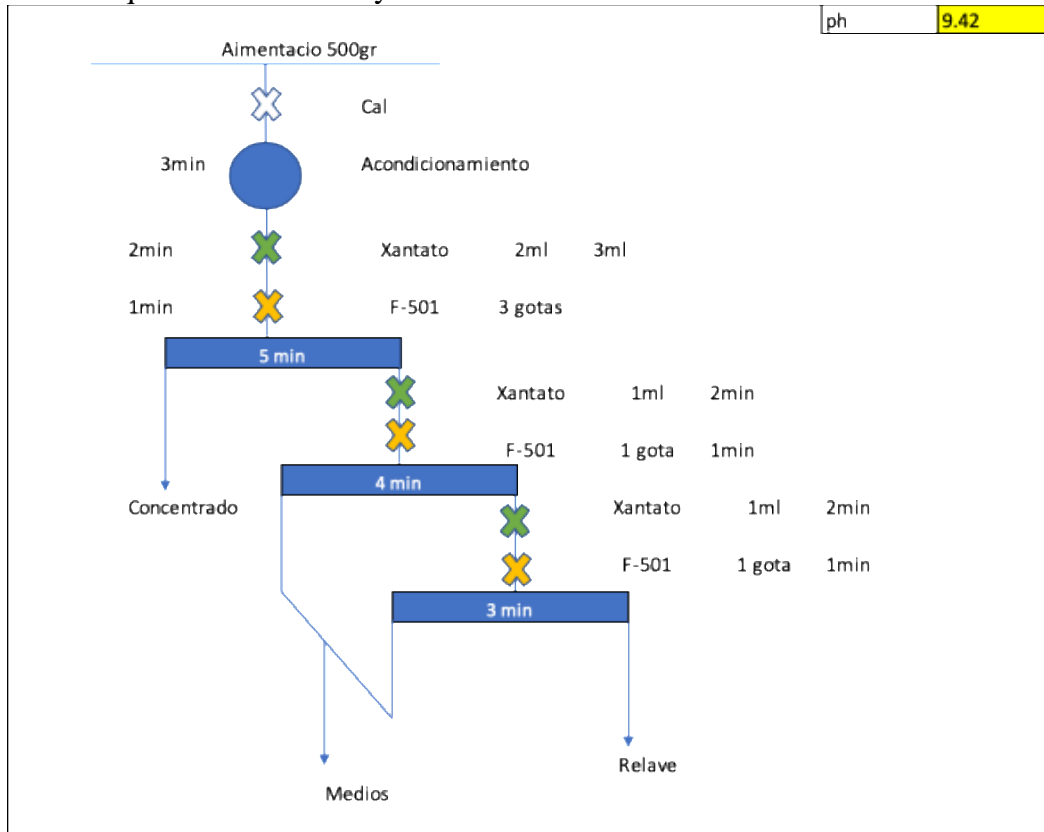 ph 9.42
Aimentacio 500gr
Cal
3min Acondicionamiento
2min Xantato 2ml 3ml
1min F-501 3 gotas
5 min
Xantato 1ml 2min
F-501 1 gota 1min
4 min
Concentrado Xantato 1ml 2min
F-501 1 gota 1min
3 min
Relave
Medios